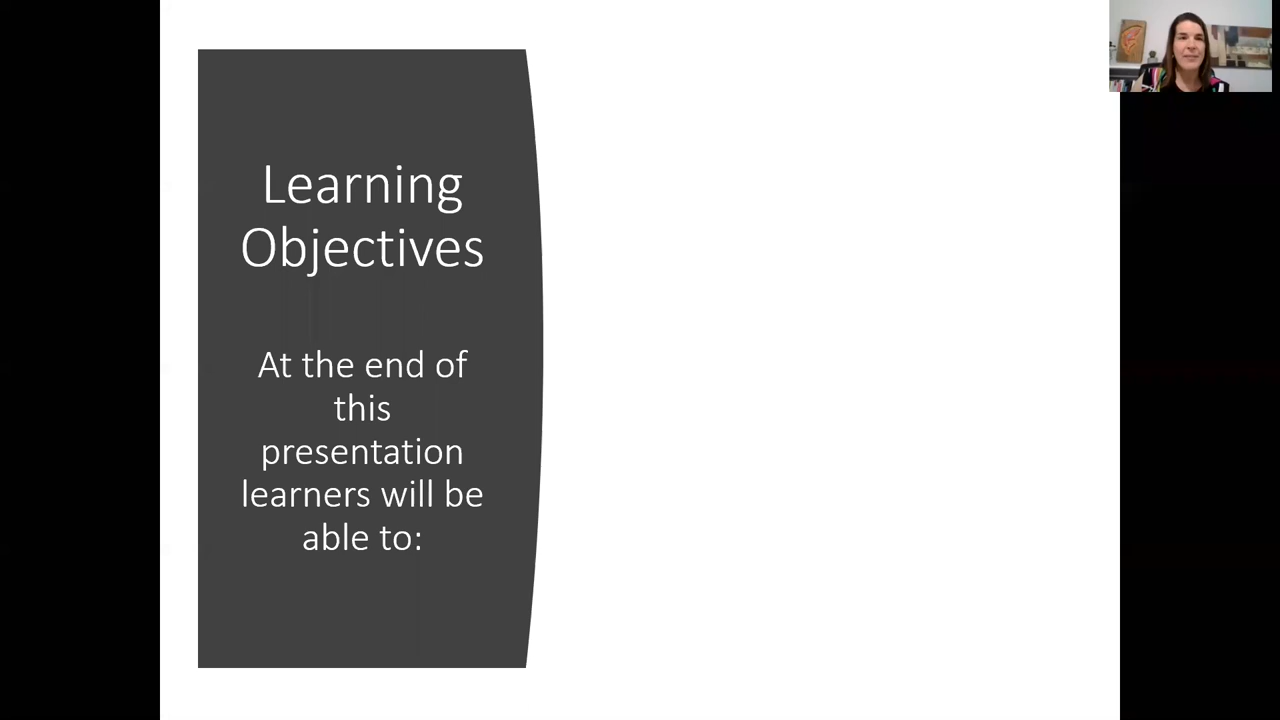 Learning
Objectives
At the end of
this
presentation
learners will be
able to: